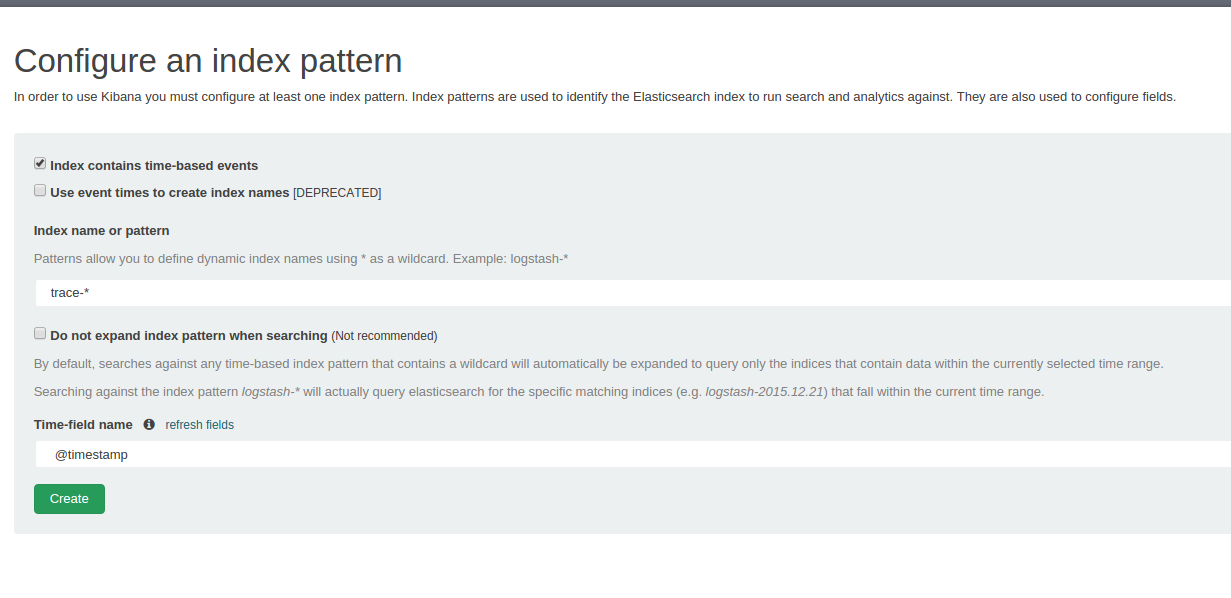 Configure an index pattern
In order to use Kibana you must configure at least one index pattern. Index patterns are used to identify the Elasticsearch index to run search and analytics against. They are also used to configure fields.
Index contains time-based events
Use event times to create index names [DEPRECATED]
Index name or pattern
Patterns allow you to define dynamic index names using * as a wildcard. Example: logstash-*
trace-*
Do not expand index pattern when searching (Not recommended)
By default, searches against any time-based index pattern that contains a wildcard will automatically be expanded to query only the indices that contain data within the currently selected time range.
Searching against the index pattern logstash-* will actually query elasticsearch for the specific matching indices (e.g. logstash-2015.12.21) that fall within the current time range.
Time-field name refresh fields
@timestamp
Create